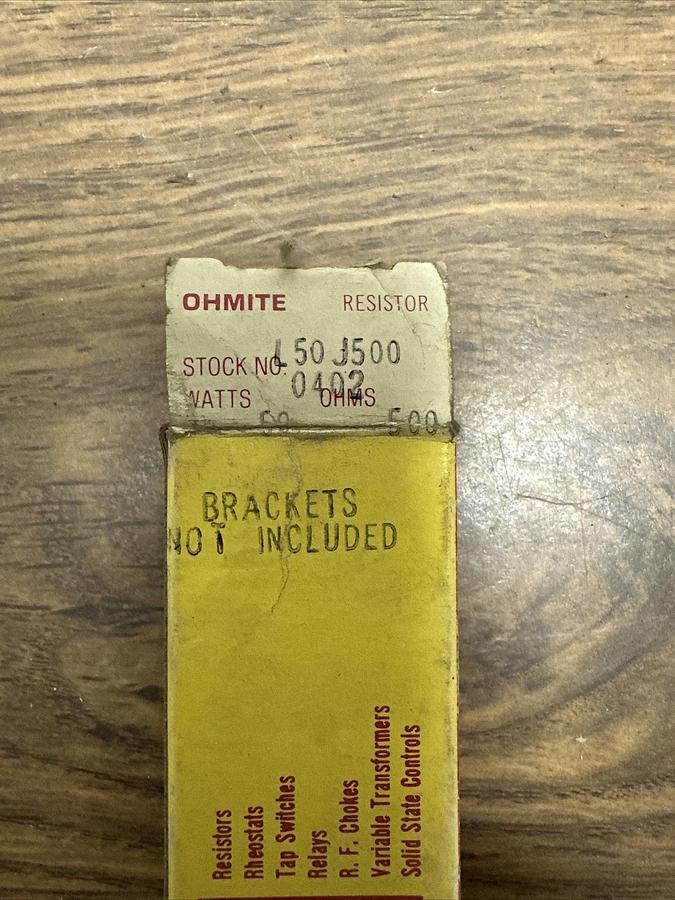 OHMITE RESISTOR
STOCK NO. L50J500
0402
WATTS OHMS
50 500
BRACKETS
NOT INCLUDED
Resistors
Rheostats
Tap Switches
Relays
R. F. Chokes
Variable Transformers
Solid State Controls